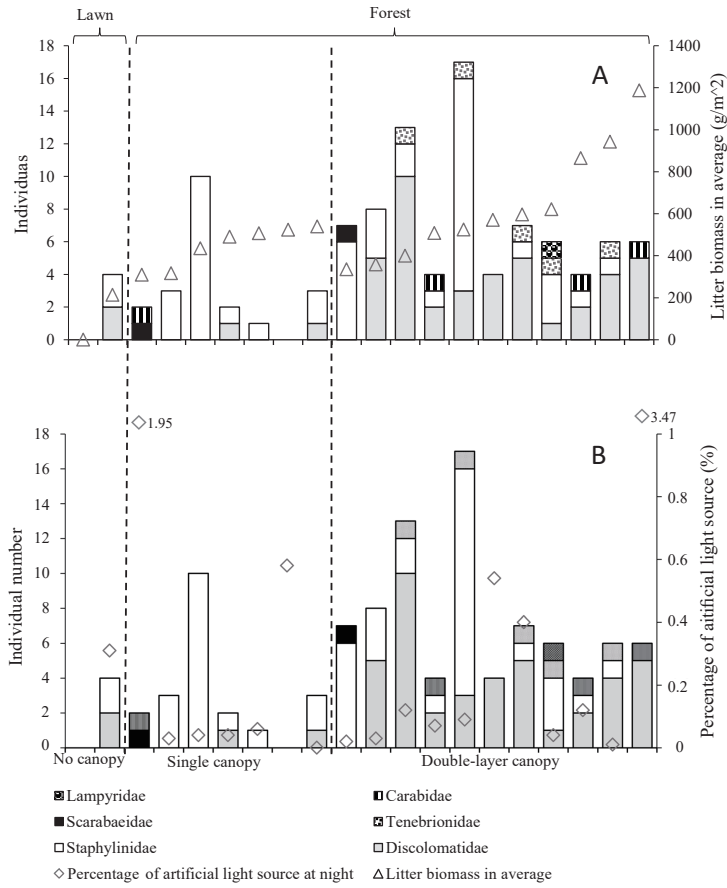 Lawn Forest
A
Individuas
18
16
14
12
10
8
6
4
2
0
1400
1200
1000
800
600
400
200
0
Litter biomass in average (g/m^2)
1.95 3.47
B
Individual number
18
16
14
12
10
8
6
4
2
0
1
0.8
0.6
0.4
0.2
0
Percentage of aitificial light source (%)
No canopy Single canopy Double-layer canopy
Lampyridae Carabidae
Scarabaeidae Tenebrionidae
Staphylinidae Discolomatidae
Percentage of artificial light source at night Litter biomass in average